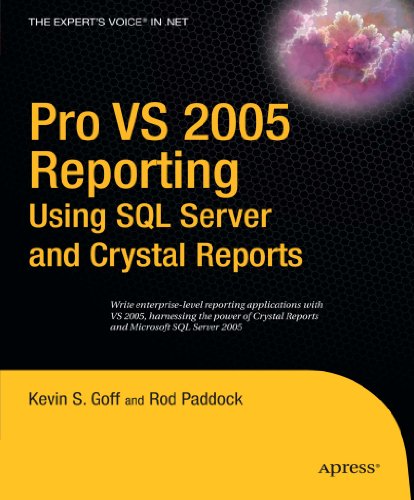 THE EXPERT'S VOICE® IN .NET
Pro VS 2005
Reporting
Using SQL Server
and Crystal Reports
Write enterprise-level reporting applications with
VS 2005, harnessing the power of Crystal Reports
and Microsoft SQL Server 2005
Kevin S. Goff and Rod Paddock
Apress®